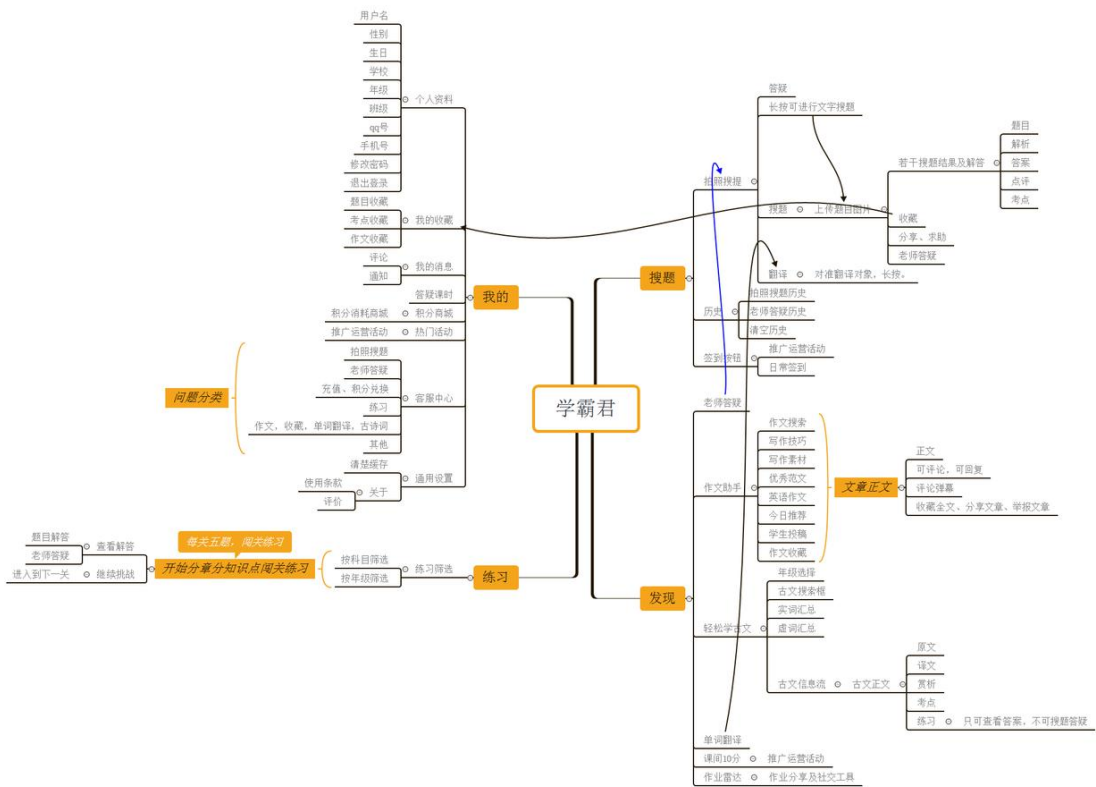 学霸君
搜题
拍照搜提
答疑
长按可进行文字搜题
搜题
上传题目图片
若干搜题结果及解答
题目
解析
答案
点评
考点
收藏
分享、求助
老师答疑
翻译
对准翻译对象，长按。
历史
拍照搜题历史
老师答疑历史
清空历史
签到按钮
推广运营活动
日常签到
发现
老师答疑
作文助手
作文搜索
写作技巧
写作素材
优秀范文
英语作文
今日推荐
学生投稿
作文收藏
文章正文
正文
可评论，可回复
评论弹幕
收藏全文、分享文章、举报文章
轻松学古文
年级选择
古文搜索框
实词汇总
虚词汇总
古文信息流
古文正文
原文
译文
赏析
考点
练习
只可查看答案，不可搜题答疑
单词翻译
课间10分
推广运营活动
作业雷达
作业分享及社交工具
我的
个人资料
用户名
性别
生日
学校
年级
班级
qq号
手机号
修改密码
退出登录
我的收藏
题目收藏
考点收藏
作文收藏
我的消息
评论
通知
答疑课时
积分商城
积分消耗商城
热门活动
推广运营活动
客服中心
拍照搜题
老师答疑
充值、积分兑换
练习
作文，收藏，单词翻译，古诗词
其他
问题分类
通用设置
清楚缓存
关于
使用条款
评价
练习
练习筛选
按科目筛选
按年级筛选
每关五题，闯关练习
开始分章分知识点闯关练习
查看解答
题目解答
老师答疑
继续挑战
进入到下一关